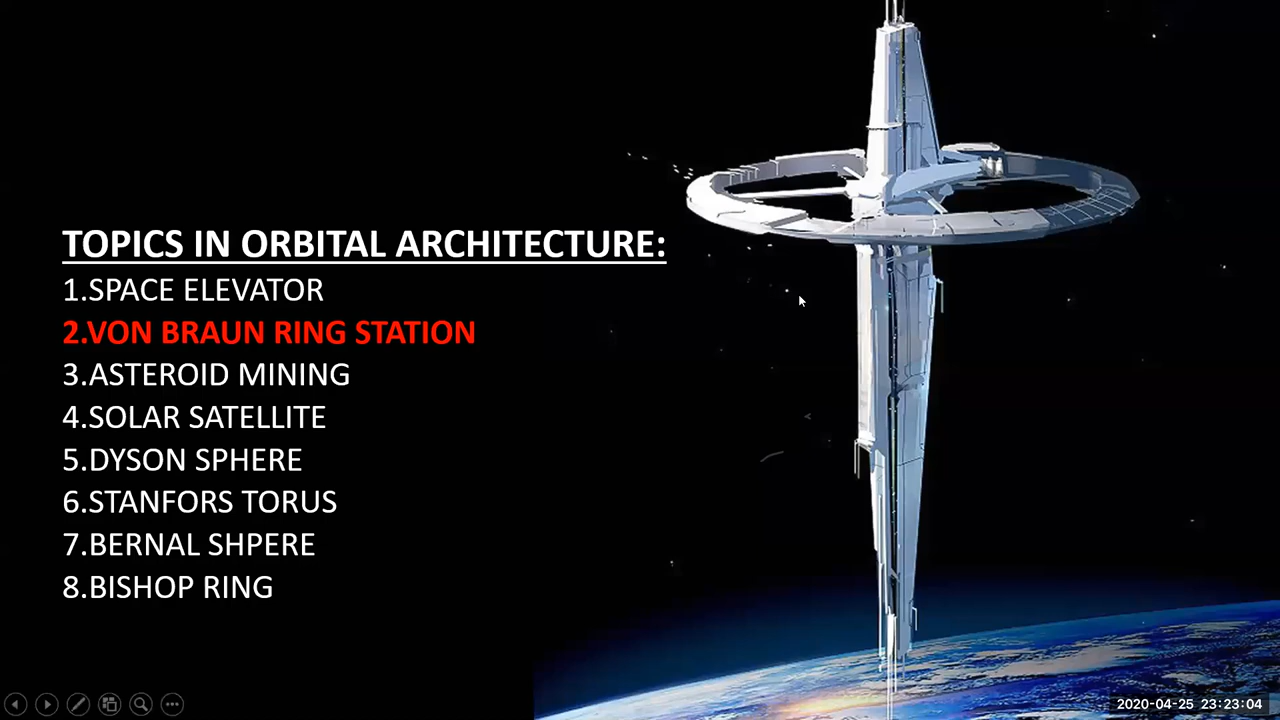 TOPICS IN ORBITAL ARCHITECTURE:
1.SPACE ELEVATOR
2.VON BRAUN RING STATION
3.ASTEROID MINING
4.SOLAR SATELLITE
5.DYSON SPHERE
6.STANFORS TORUS
7.BERNAL SHPERE
8.BISHOP RING
2020-04-25 23:23:04